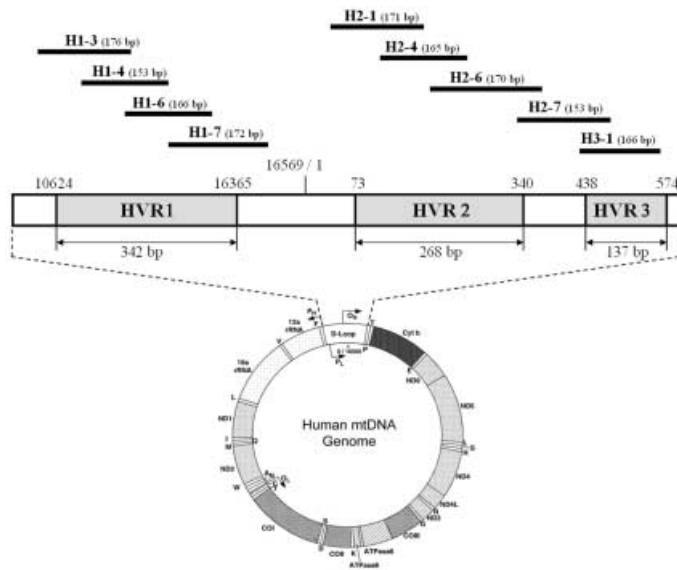 H2-1 (171 bp)
H1-3 (176 bp)
H2-4 (165 bp)
H1-4 (153 bp)
H2-6 (170 bp)
H1-6 (166 bp)
H2-7 (153 bp)
H1-7 (172 bp)
H3-1 (166 bp)
16569 / 1
10624 16365 73 340 438 574
HVR1 HVR 2 HVR 3
342 bp 268 bp 137 bp
PH
12s rRNA
F
D-Loop
T
P
Cyt b
V
PL
16s rRNA
E
ND6
L
ND5
ND1
Human mtDNA
Genome
I
Q
M
L
S
H
ND2
ND4
W
A
N
C
Y
ND4L
R
ND3
G
COI
S
D
COII
K
ATPase8
ATPase6
COIII